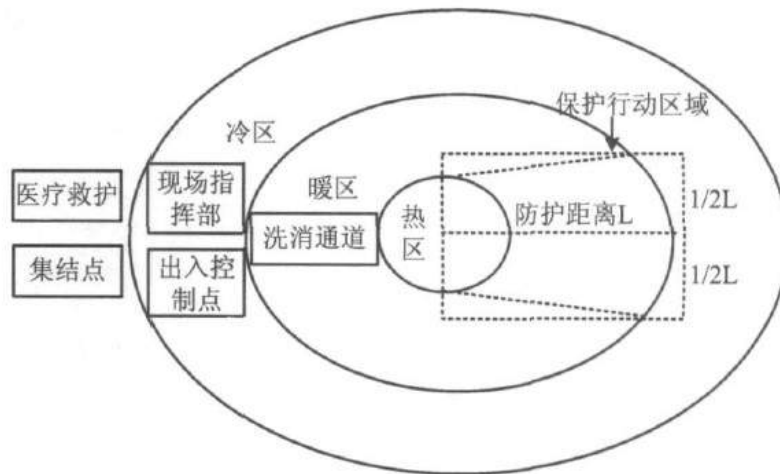 保护行动区域
冷区
医疗救护
现场指
挥部
暖区
热
区
防护距离L
1/2L
洗消通道
集结点
出入控
制点
1/2L